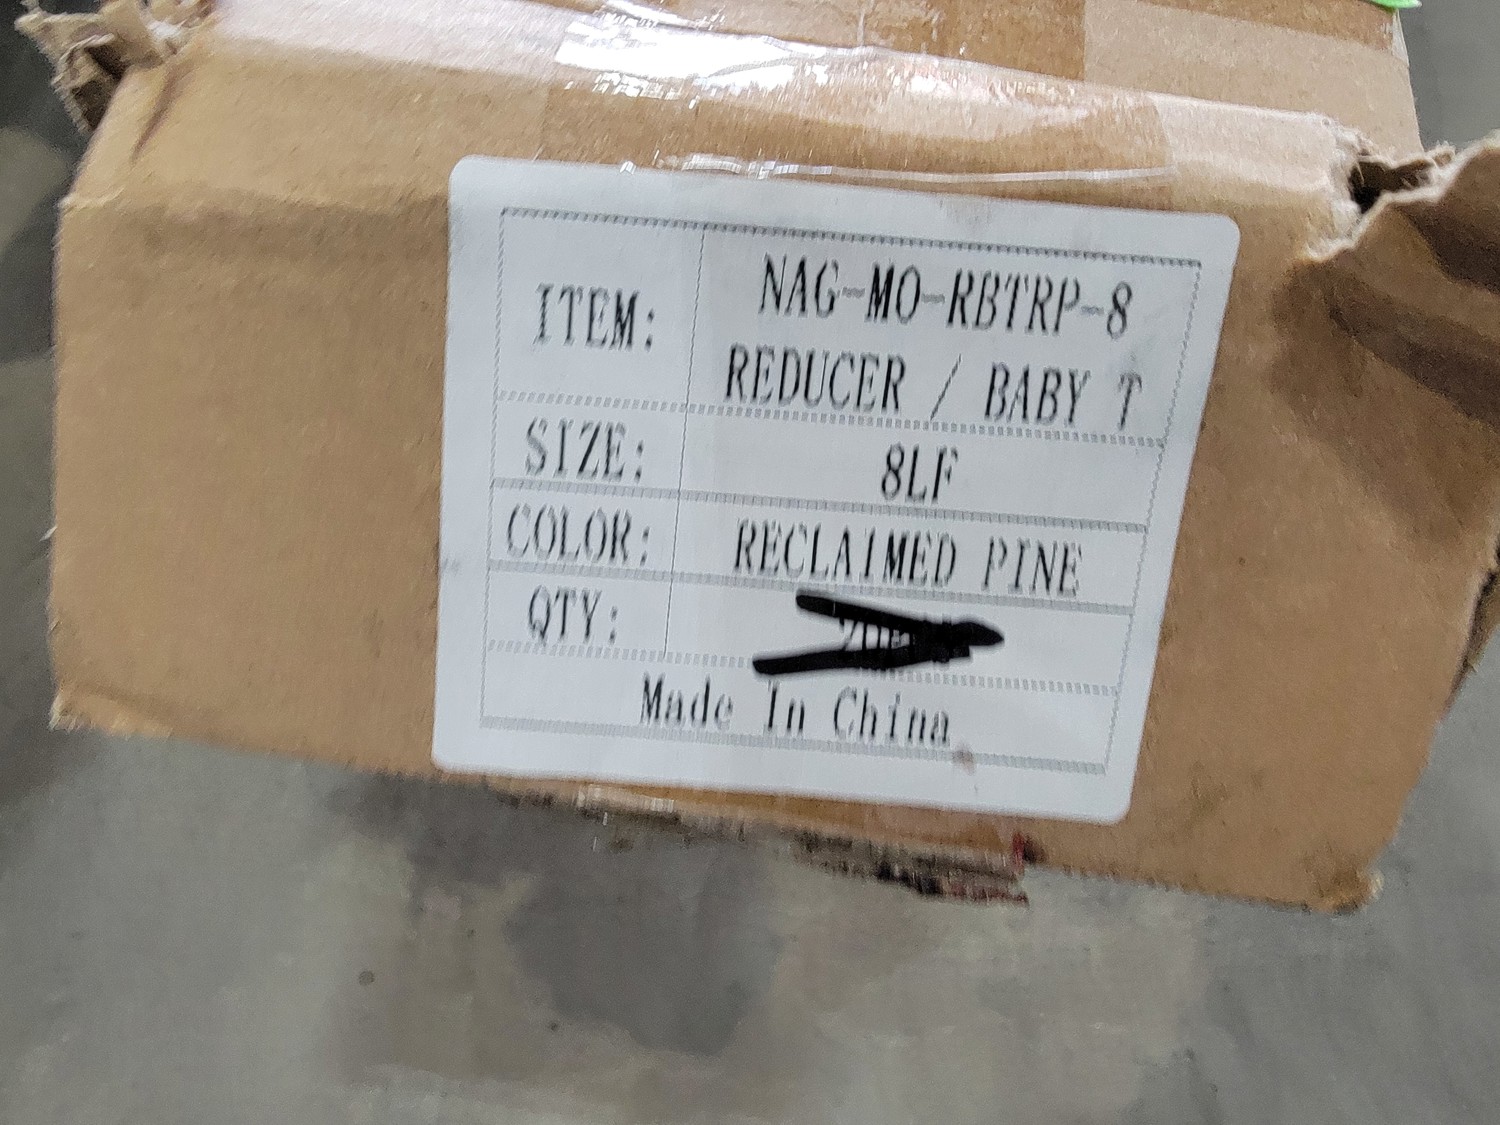 ITEM: NAG-MO-RBTRP-8
REDUCER / BABY T
SIZE: 8LF
COLOR: RECLAIMED PINE
QTY:
Made In China